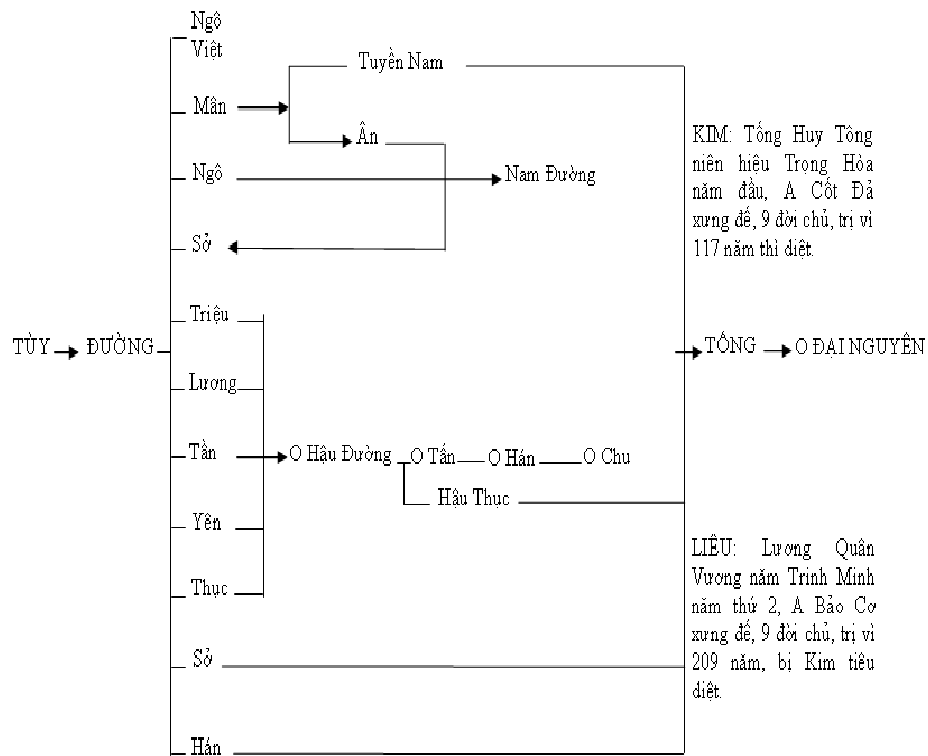 Ngô
Việt
Tuyền Nam
Mân
Ân
KIM: Tống Huy Tông
niên hiệu Trọng Hòa
năm đầu, A Cốt Đả
xưng đế, 9 đời chủ, trị vì
117 năm thì diệt.
Ngô
Nam Đường
Sở
Triệu
TÙY
ĐƯỜNG
TỐNG
O ĐẠI NGUYÊN
Lương
Tần
O Hậu Đường
O Tấn
O Hán
O Chu
Hậu Thục
Yên
Thục
LIÊU: Lương Quân
Vương năm Trinh Minh
năm thứ 2, A Bảo Cơ
xưng đế, 9 đời chủ, trị vì
209 năm, bị Kim tiêu
diệt.
Sở
Hán